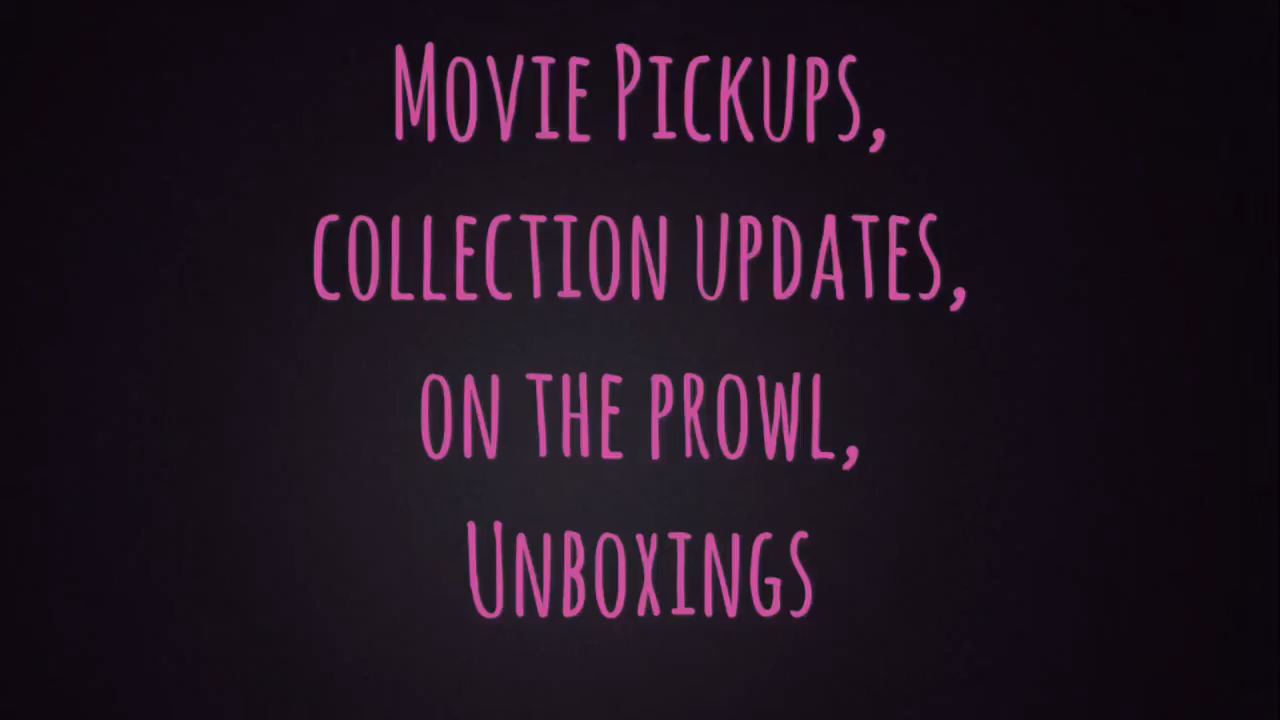 Movie Pickups,
collection updates,
on the prowl,
Unboxings